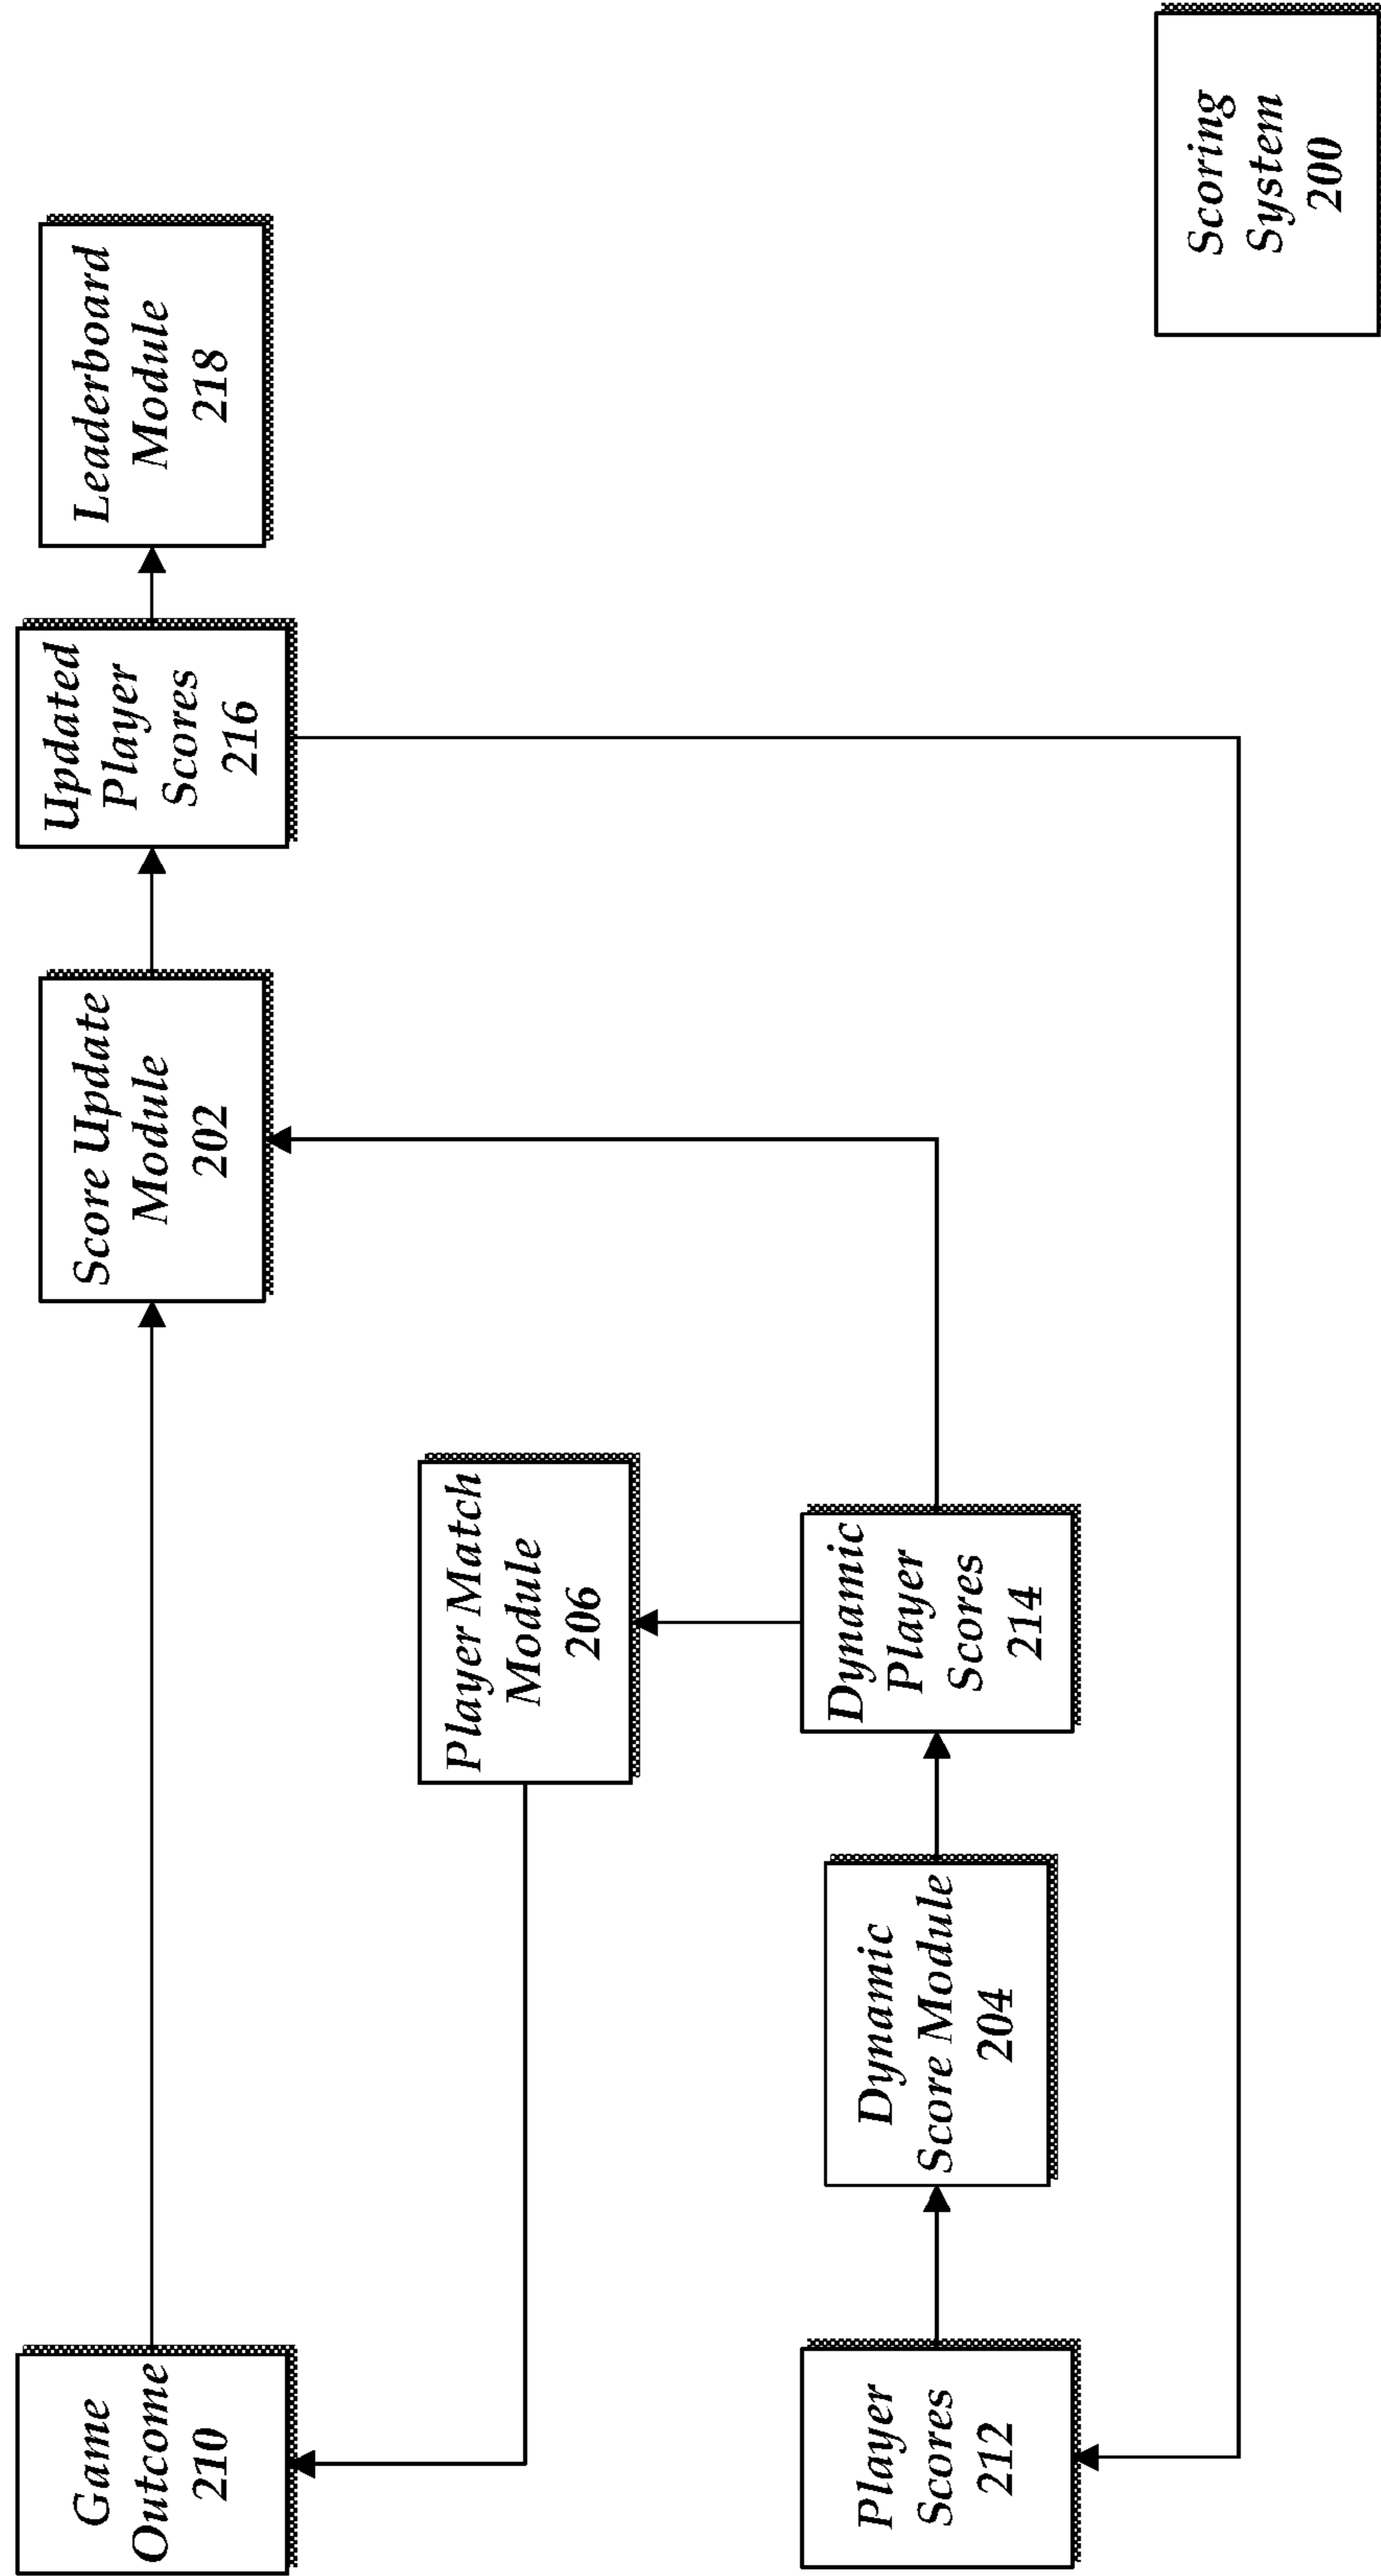 Game
Outcome
210
Score Update
Module
202
Updated
Player
Scores
216
Leaderboard
Module
218
Player Match
Module
206
Player
Scores
212
Dynamic
Score Module
204
Dynamic
Player
Scores
214
Scoring
System
200